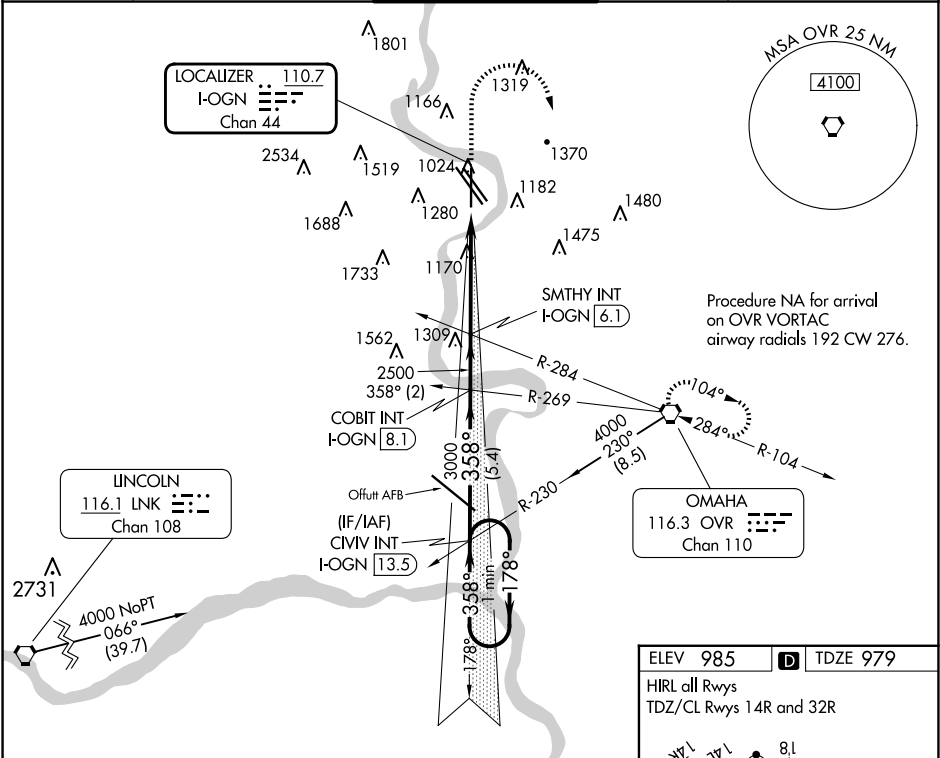 1801
MSA OVR 25 NM
4100
LOCALIZER 110.7
I-OGN
Chan 44
1319
1166
1370
2534
1519
1024
1182
1688
1280
1480
1475
1733
1170
SMTHY INT
I-OGN 6.1
Procedure NA for arrival
on OVR VORTAC
airway radials 192 CW 276.
1562
1309
R-284
2500
358° (2)
R-269
104°
COBIT INT
I-OGN 8.1
284°
R-104
4000
230°
(8.5)
3000
358°
(5.4)
LINCOLN
116.1 LNK
Chan 108
Offutt AFB
R-230
OMAHA
116.3 OVR
Chan 110
(IF/IAF)
CIVIV INT
I-OGN 13.5
2731
4000 NoPT
066°
(39.7)
358°
1 min
178°
178°
ELEV 985 D TDZE 979
HIRL all Rwys
TDZ/CL Rwys 14R and 32R
14R
14L